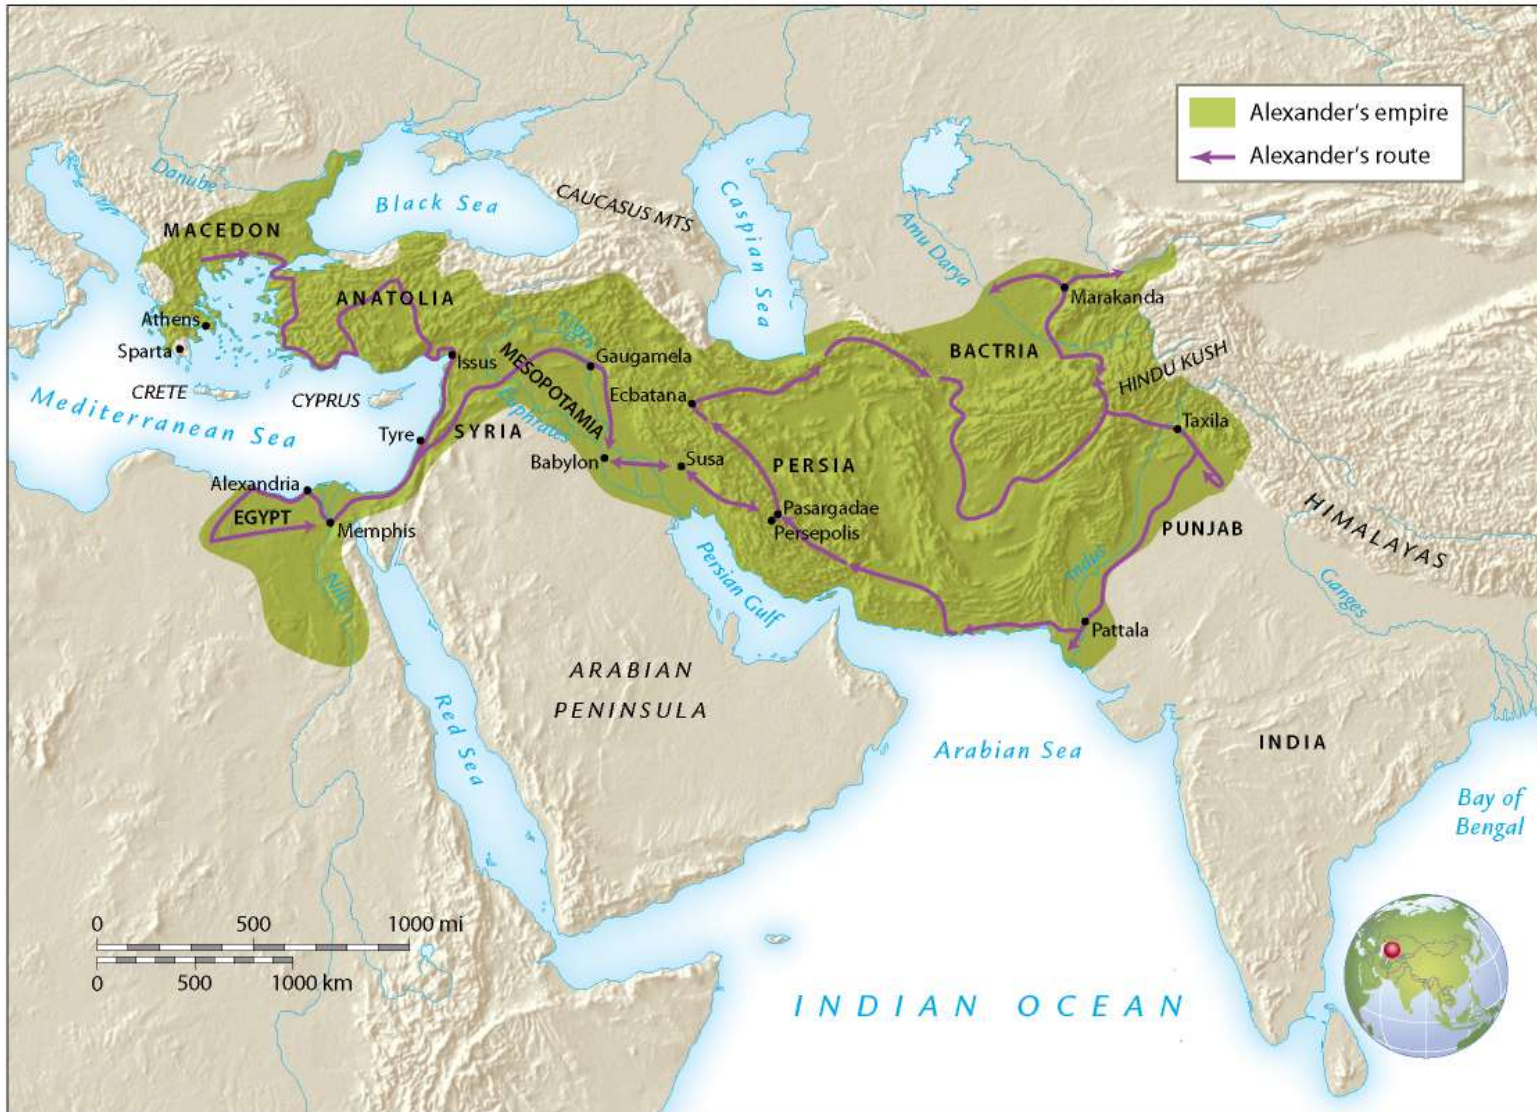 Alexander's empire
Alexander's route
Danube
Black Sea
CAUCASUS MTS
Caspian Sea
Amu Darya
MACEDON
ANATOLIA
Athens
Sparta
CRETE
CYPRUS
Mediterranean Sea
Issus
Tigris
Gaugamela
MESOPOTAMIA
Euphrates
Ecbatana
Tyre
SYRIA
Babylon
Susa
PERSIA
Pasargadae
Persepolis
BACTRIA
Marakanda
HINDU KUSH
Taxila
Alexandria
EGYPT
Memphis
Nile
Persian Gulf
PUNJAB
HIMALAYAS
Indus
Ganges
Pattala
ARABIAN
PENINSULA
Red Sea
Arabian Sea
INDIA
Bay of
Bengal
0 500 1000 mi
0 500 1000 km
INDIAN OCEAN